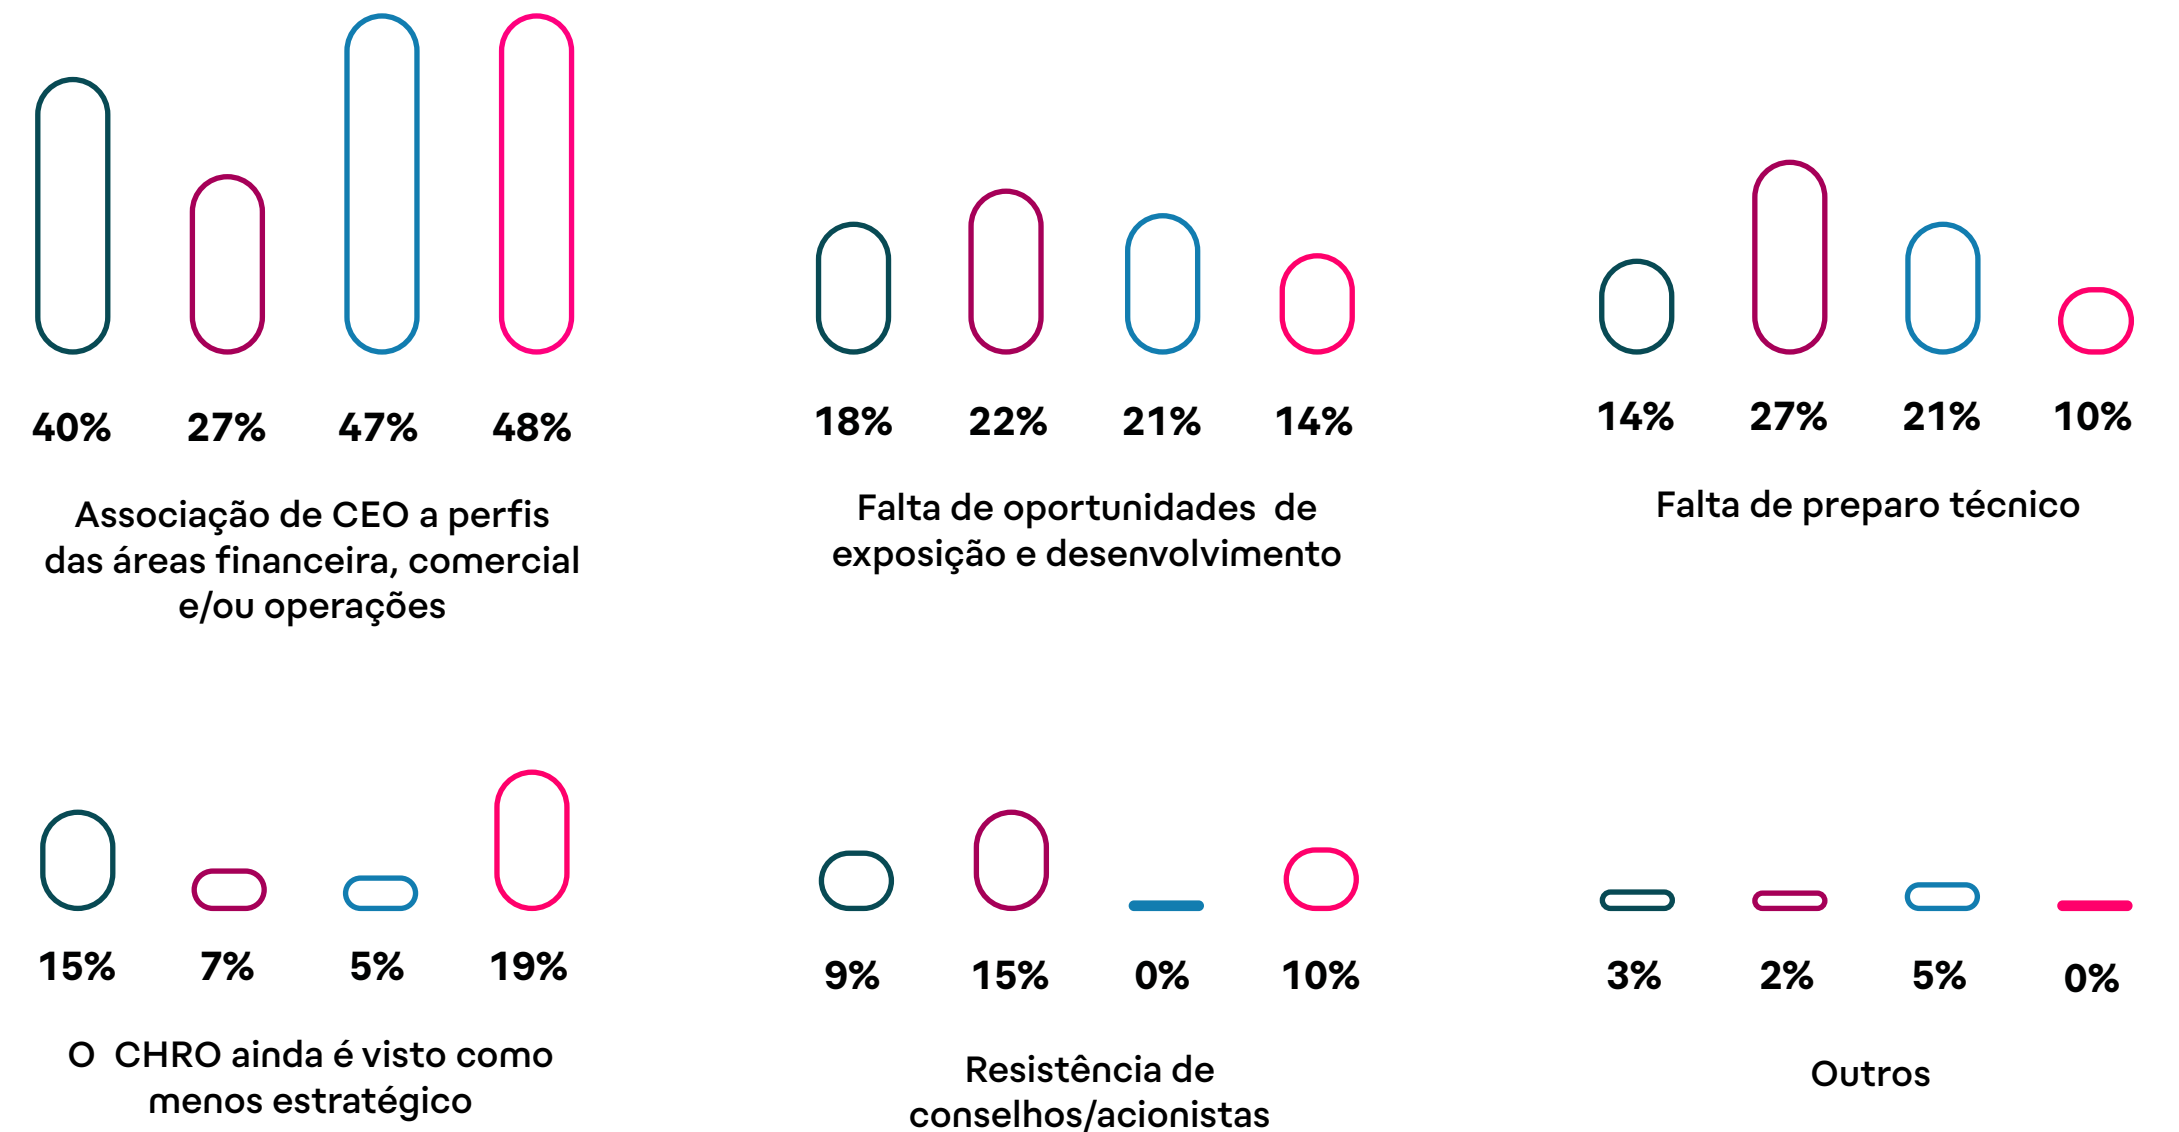 40% 27% 47% 48%
Associação de CEO a perfis
das áreas financeira, comercial
e/ou operações
18% 22% 21% 14%
Falta de oportunidades de
exposição e desenvolvimento
14% 27% 21% 10%
Falta de preparo técnico
15% 7% 5% 19%
O CHRO ainda é visto como
menos estratégico
9% 15% 0% 10%
Resistência de
conselhos/acionistas
3% 2% 5% 0%
Outros